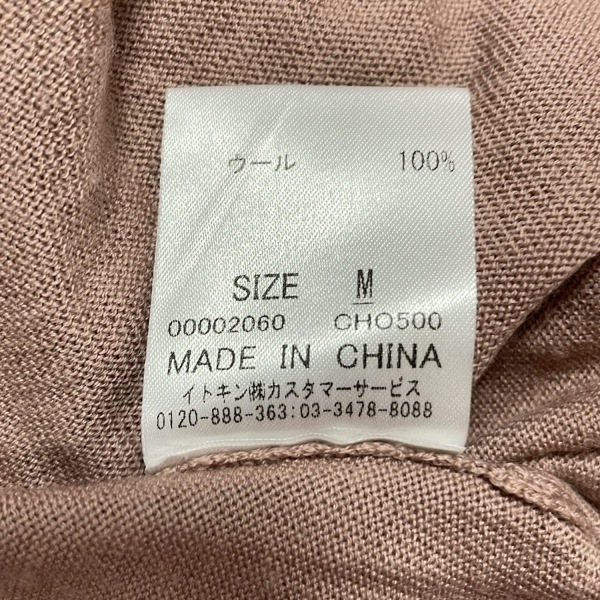 ウール 100%
SIZE M
00002060 CHO500
MADE IN CHINA
イトキン㈱カスタマーサービス
0120-888-363:03-3478-8088